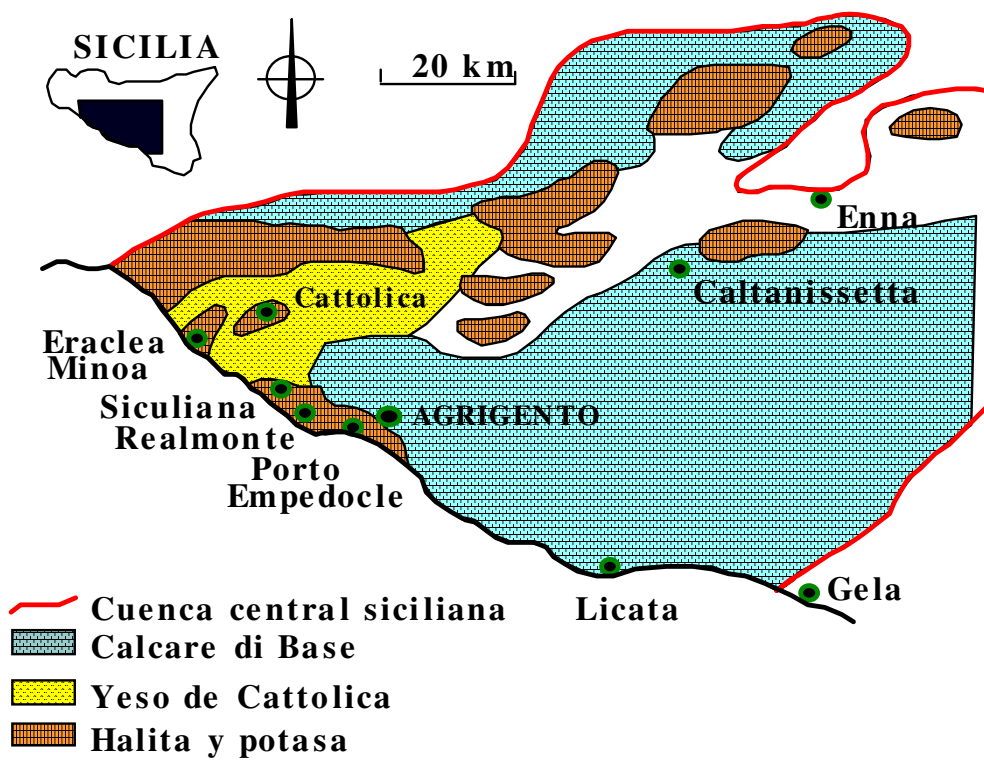 SICILIA
20 km
Enna
Cattolica
Caltanissetta
Eraclea
Minoa
Siculiana
AGRIGENTO
Realmonte
Porto
Empedocle
Gela
Licata
Cuenca central siciliana
Calcare di Base
Yeso de Cattolica
Halita y potasa